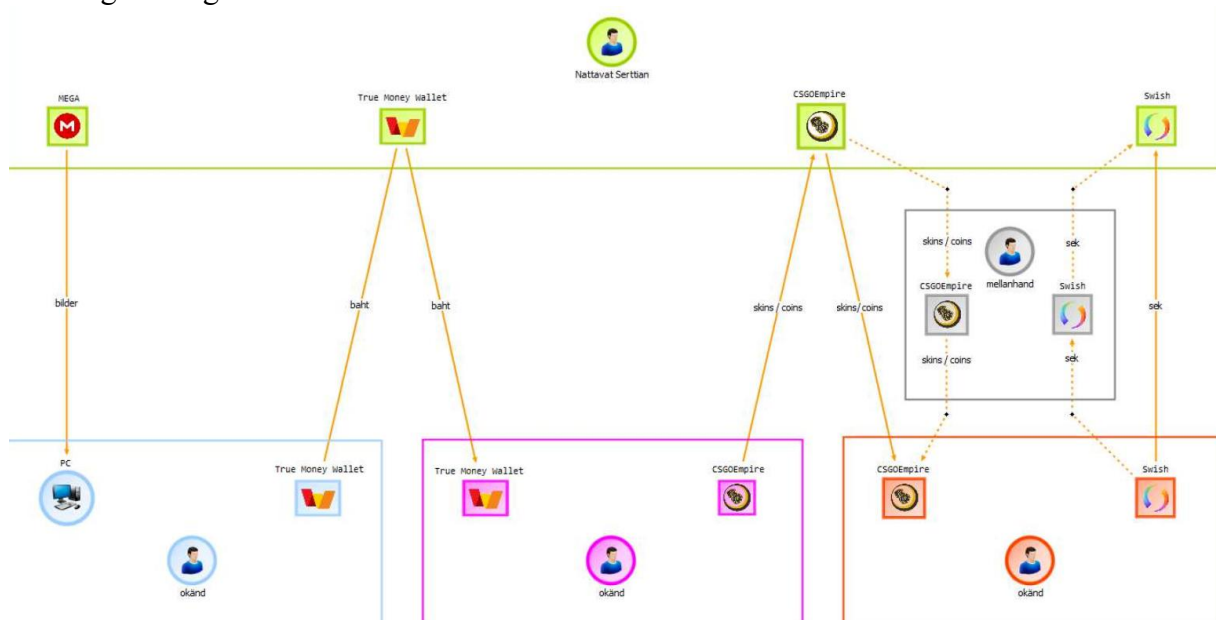 Nattavat Serttian
MEGA
True Money Wallet
CSGOEmpire
Swish
skins / coins
sek
mellanhand
CSGOEmpire
Swish
bilder
baht
baht
skins / coins
skins/ coins
sek
skins / coins
sek
PC
True Money Wallet
True Money Wallet
CSGOEmpire
CSGOEmpire
Swish
okänd
okänd
okänd